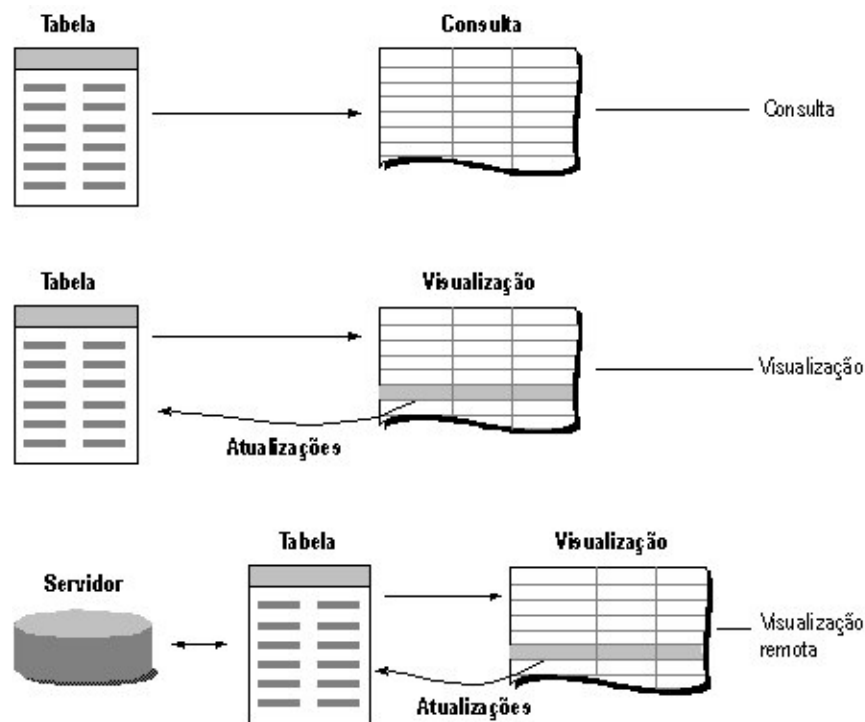 Tabela
Consulta
Consulta
Tabela
Visualização
Visualização
Atualizações
Tabela
Visualização
Servidor
Visualização
remota
Atualizações